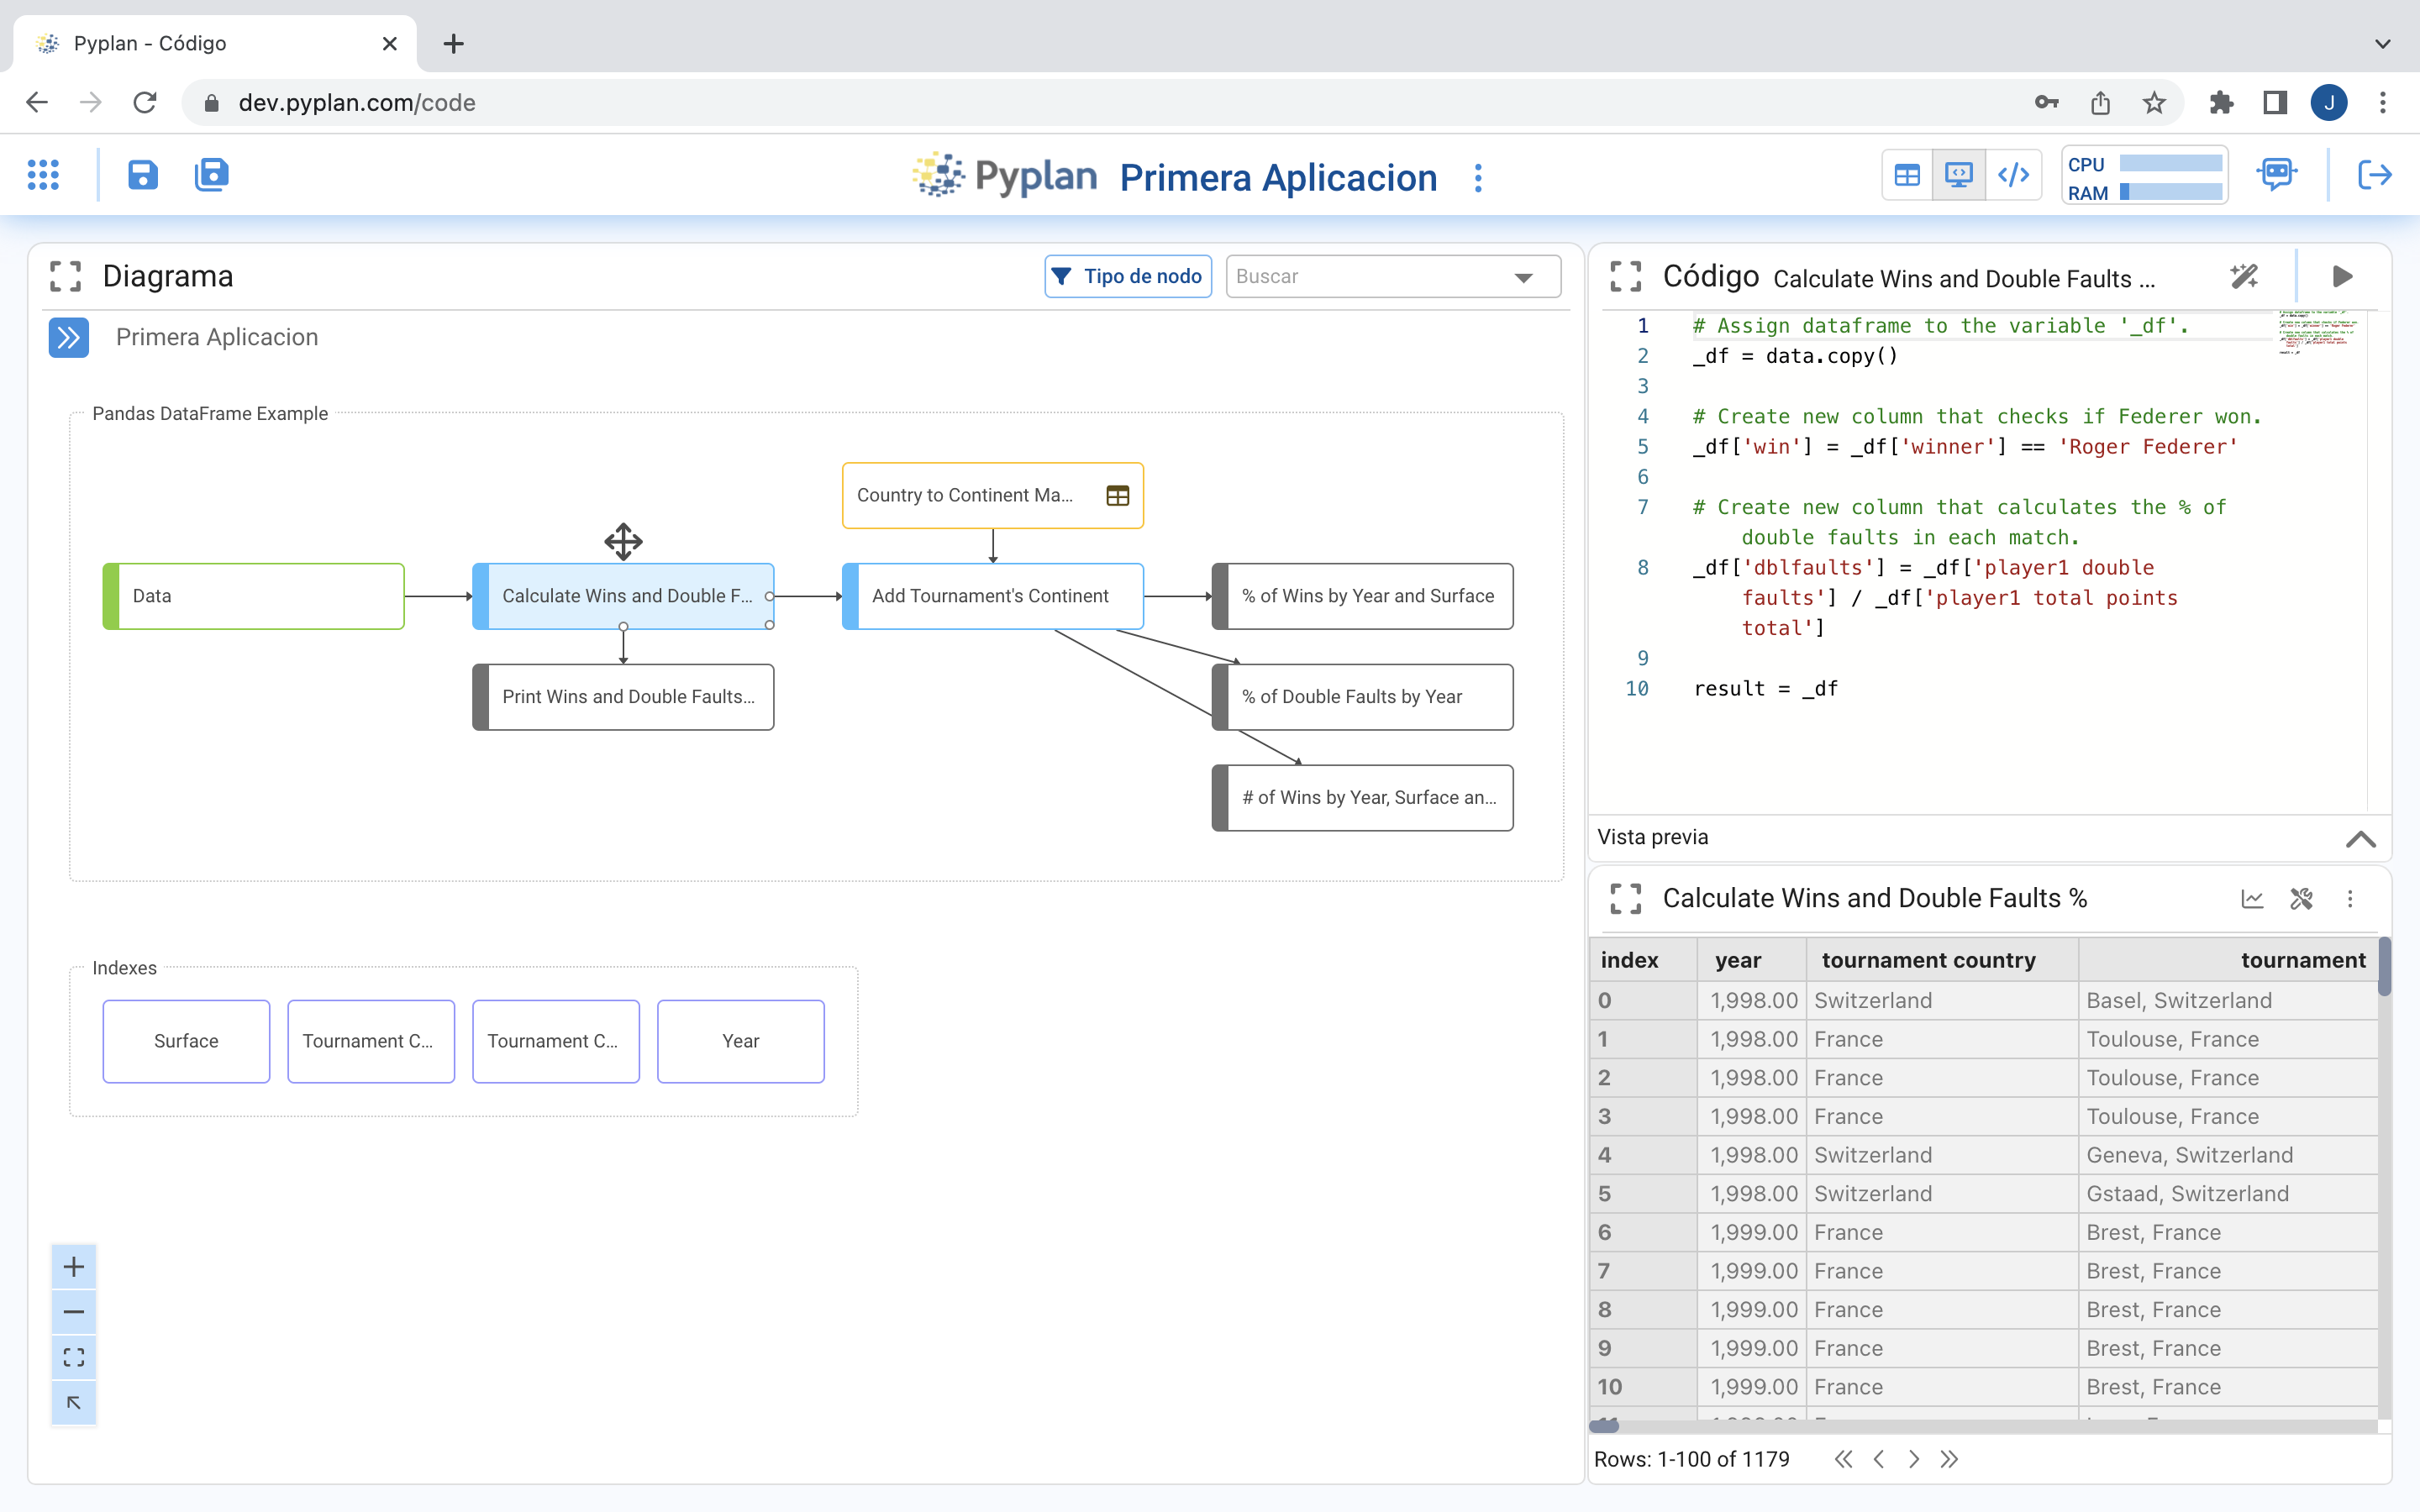 Pyplan - Código
dev.pyplan.com/code
J
Pyplan Primera Aplicacion
CPU
RAM
Diagrama
Tipo de nodo
Buscar
Primera Aplicacion
Pandas DataFrame Example
Country to Continent Ma...
Data
Calculate Wins and Double F...
Add Tournament's Continent
% of Wins by Year and Surface
Print Wins and Double Faults...
% of Double Faults by Year
# of Wins by Year, Surface an...
Indexes
Surface
Tournament C...
Tournament C...
Year
Código Calculate Wins and Double Faults ...
1 # Assign dataframe to the variable '_df'.
2 _df = data.copy()
3
4 # Create new column that checks if Federer won.
5 _df['win'] = _df['winner'] == 'Roger Federer'
6
7 # Create new column that calculates the % of
double faults in each match.
8 _df['dblfaults'] = _df['player1 double
faults'] / _df['player1 total points
total']
9
10 result = _df
Vista previa
Calculate Wins and Double Faults %
index year tournament country tournament
0 1,998.00 Switzerland Basel, Switzerland
1 1,998.00 France Toulouse, France
2 1,998.00 France Toulouse, France
3 1,998.00 France Toulouse, France
4 1,998.00 Switzerland Geneva, Switzerland
5 1,998.00 Switzerland Gstaad, Switzerland
6 1,999.00 France Brest, France
7 1,999.00 France Brest, France
8 1,999.00 France Brest, France
9 1,999.00 France Brest, France
10 1,999.00 France Brest, France
Rows: 1-100 of 1179